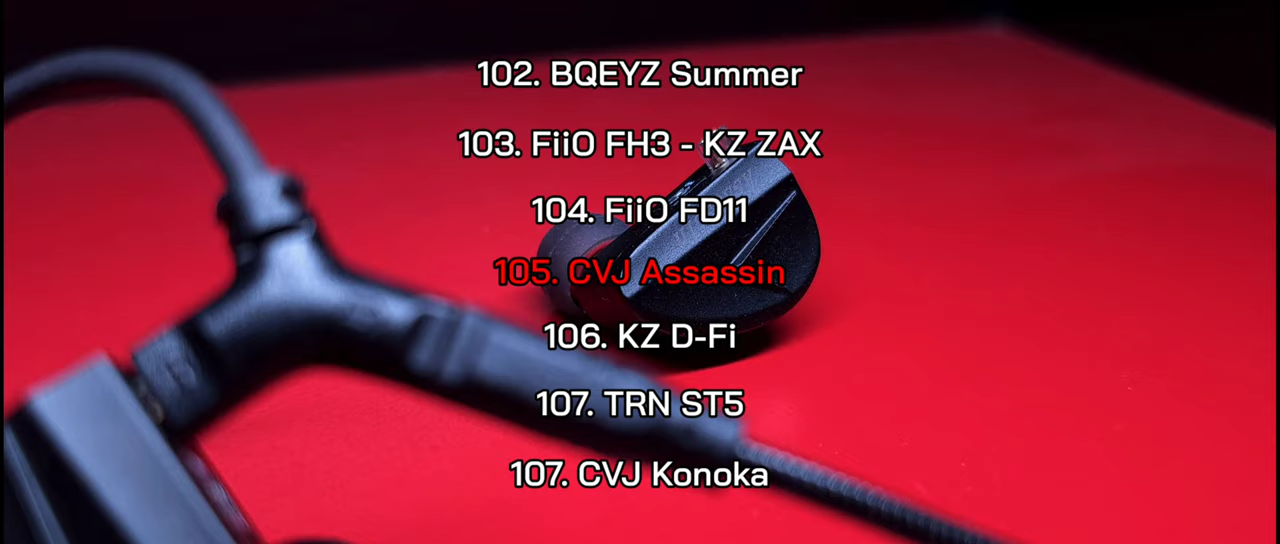 102. BQEYZ Summer
103. FiiO FH3 - KZ ZAX
104. FiiO FD11
105. CVJ Assassin
106. KZ D-Fi
107. TRN ST5
107. CVJ Konoka